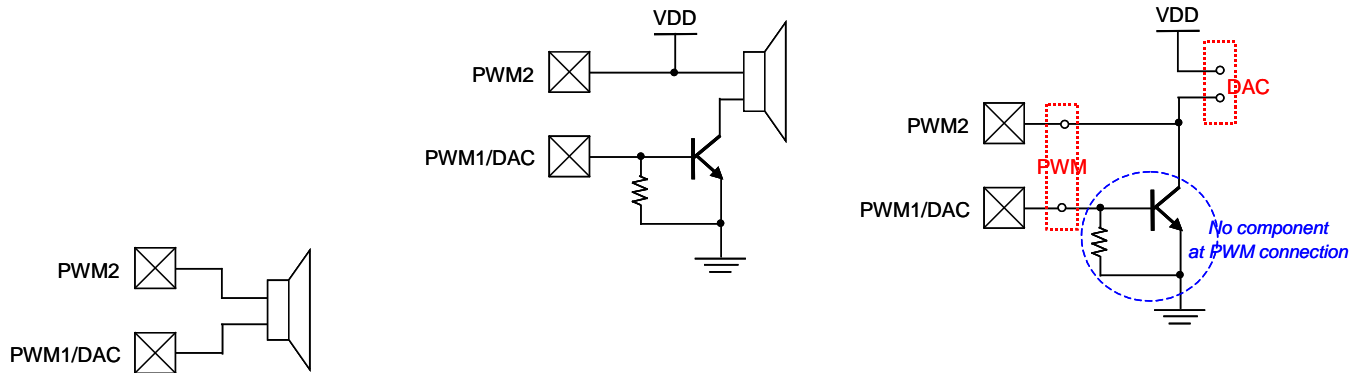 PWM2
PWM1/DAC
VDD
PWM2
PWM1/DAC
VDD
DAC
PWM2
PWM
PWM1/DAC
No component
at PWM connection